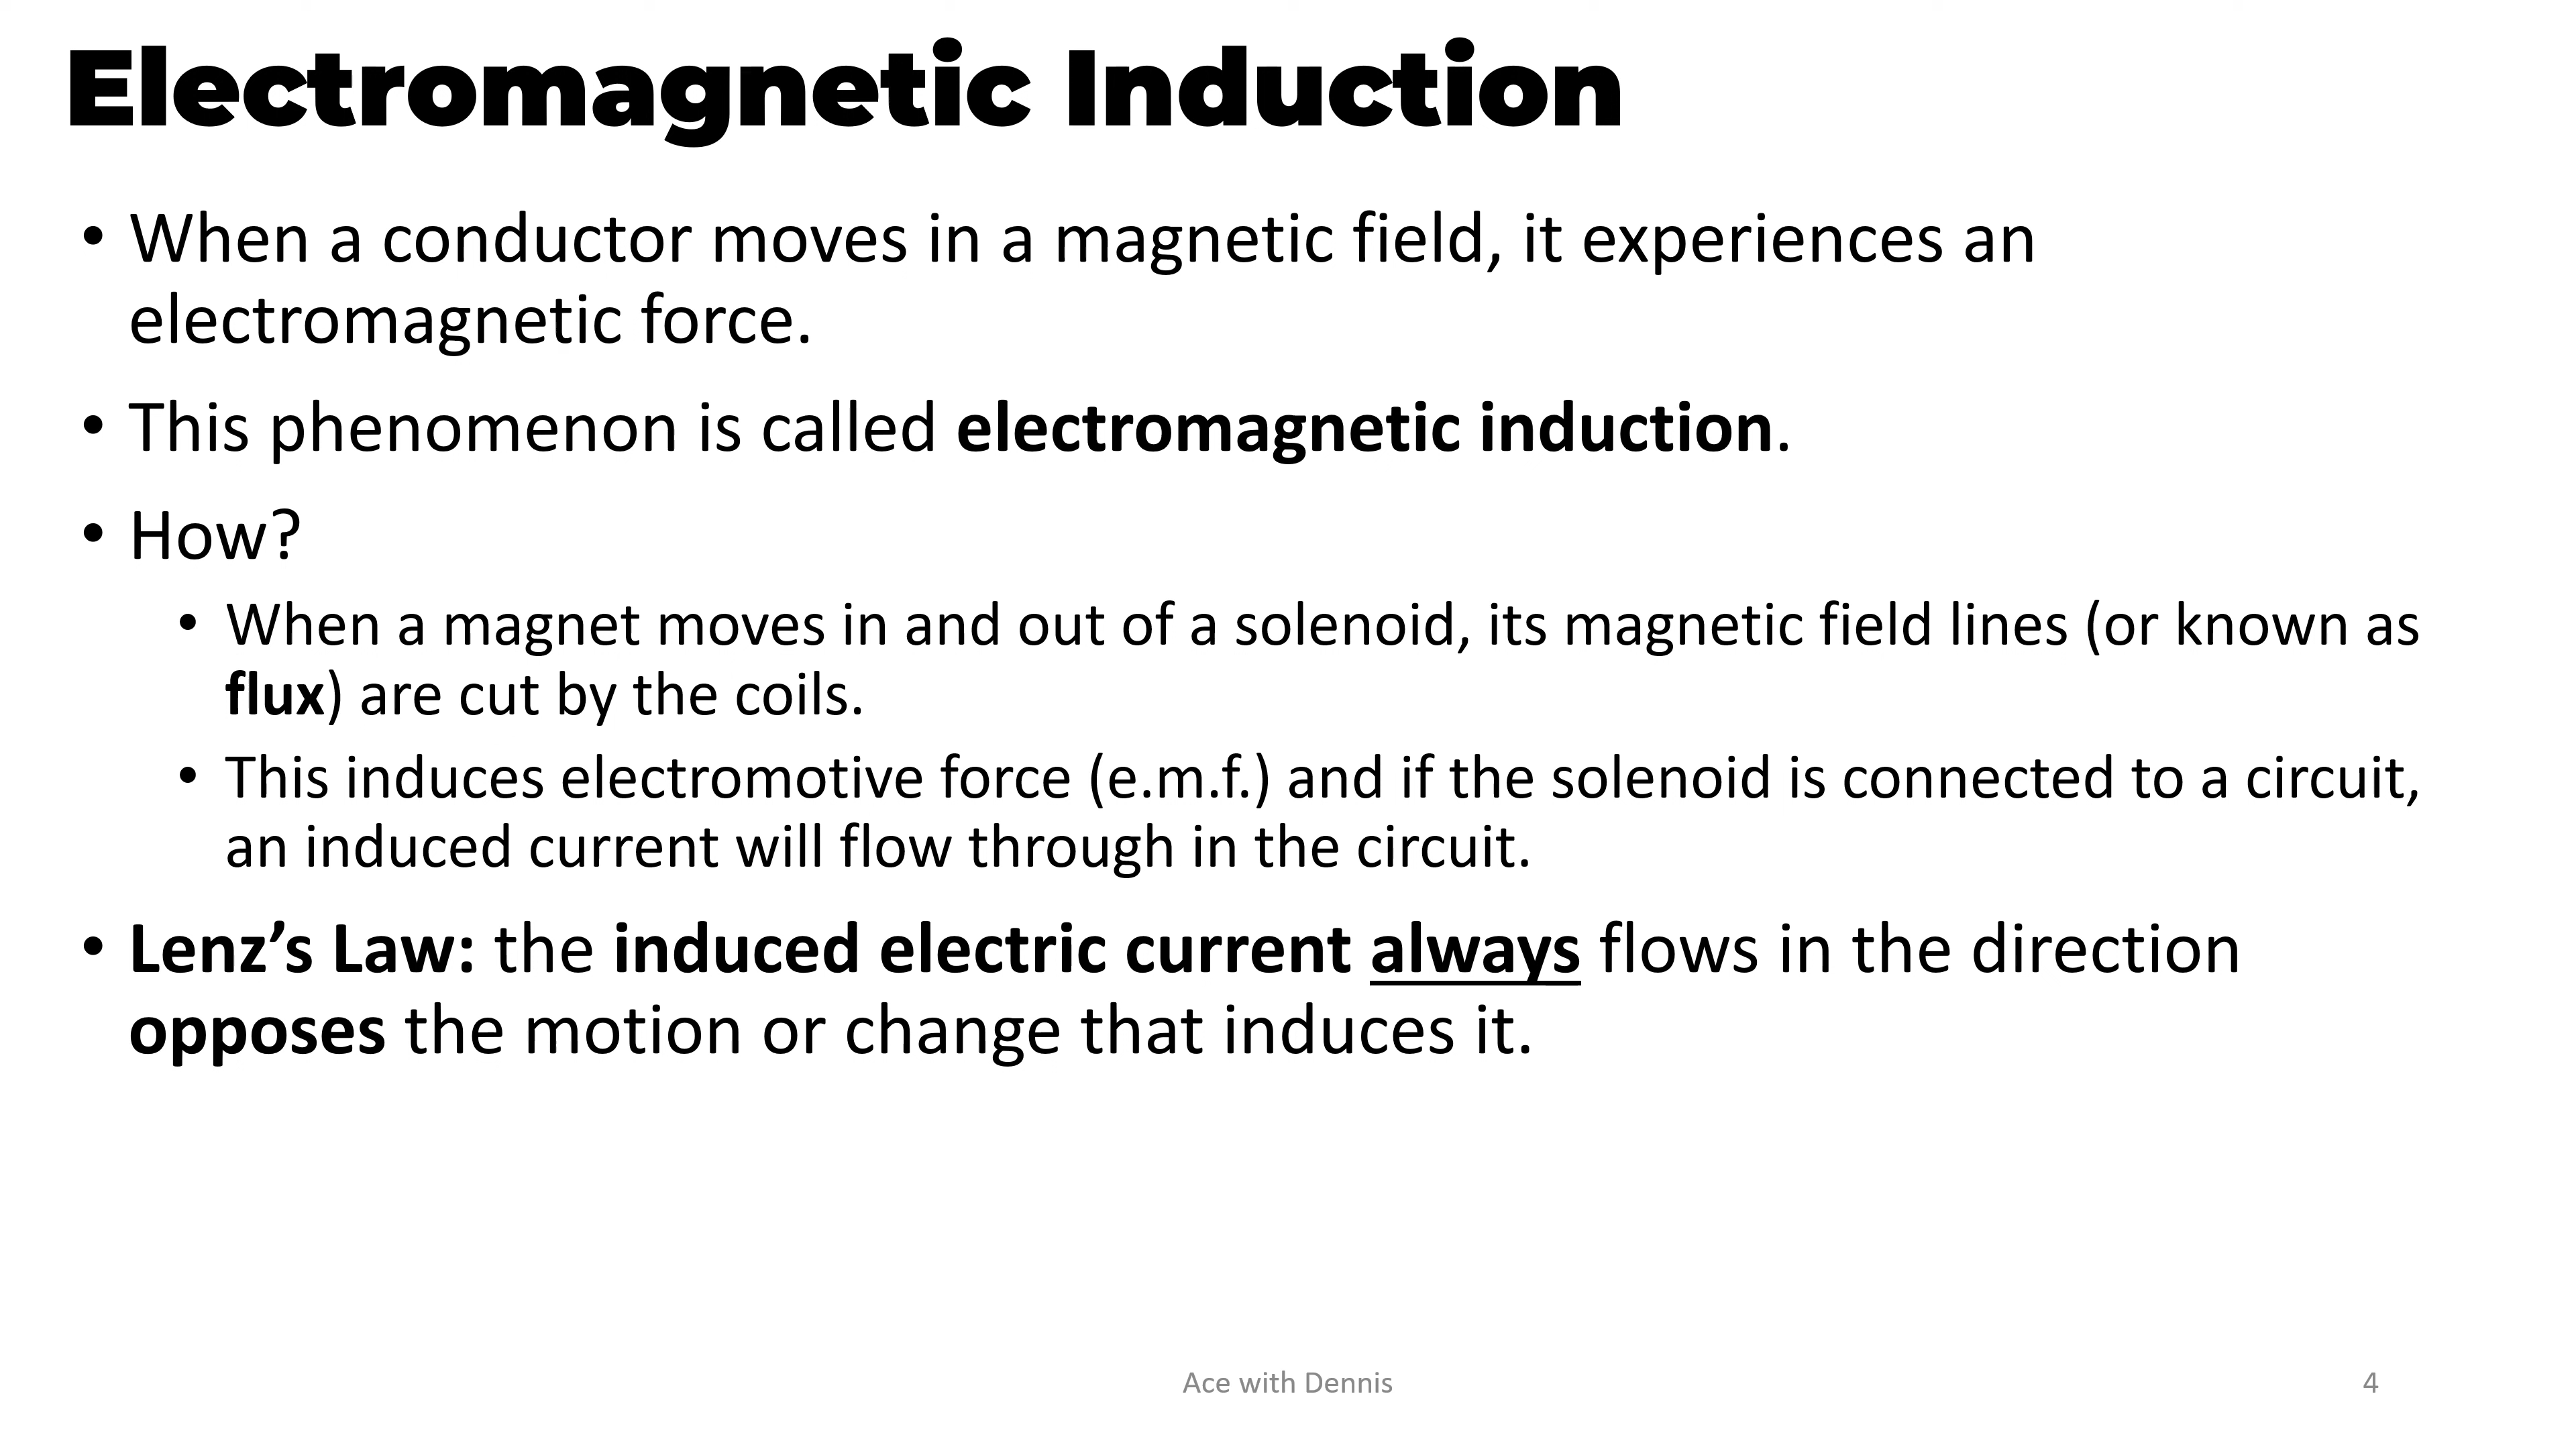 Electromagnetic Induction
• When a conductor moves in a magnetic field, it experiences an
electromagnetic force.
• This phenomenon is called electromagnetic induction.
• How?
• When a magnet moves in and out of a solenoid, its magnetic field lines (or known as
flux) are cut by the coils.
• This induces electromotive force (e.m.f.) and if the solenoid is connected to a circuit,
an induced current will flow through in the circuit.
• Lenz’s Law: the induced electric current always flows in the direction
opposes the motion or change that induces it.
Ace with Dennis
4